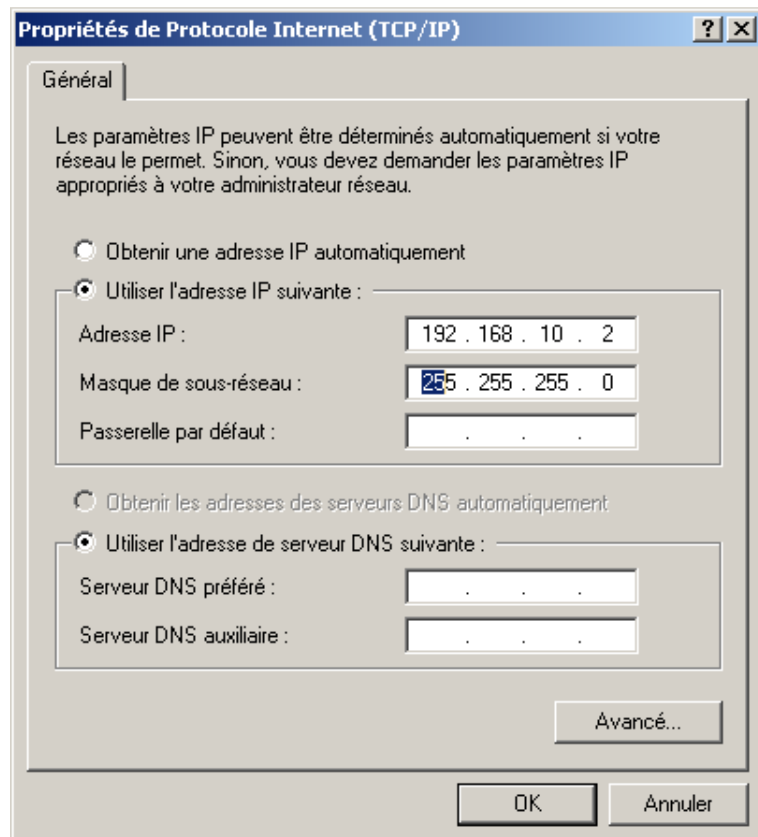 Propriétés de Protocole Internet (TCP/IP)
Général
Les paramètres IP peuvent être déterminés automatiquement si votre
réseau le permet. Sinon, vous devez demander les paramètres IP
appropriés à votre administrateur réseau.
Obtenir une adresse IP automatiquement
Utiliser l'adresse IP suivante :
Adresse IP : 192 . 168 . 10 . 2
Masque de sous-réseau : 255 . 255 . 255 . 0
Passerelle par défaut : . . .
Obtenir les adresses des serveurs DNS automatiquement
Utiliser l'adresse de serveur DNS suivante :
Serveur DNS préféré : . . .
Serveur DNS auxiliaire : . . .
Avancé...
OK Annuler